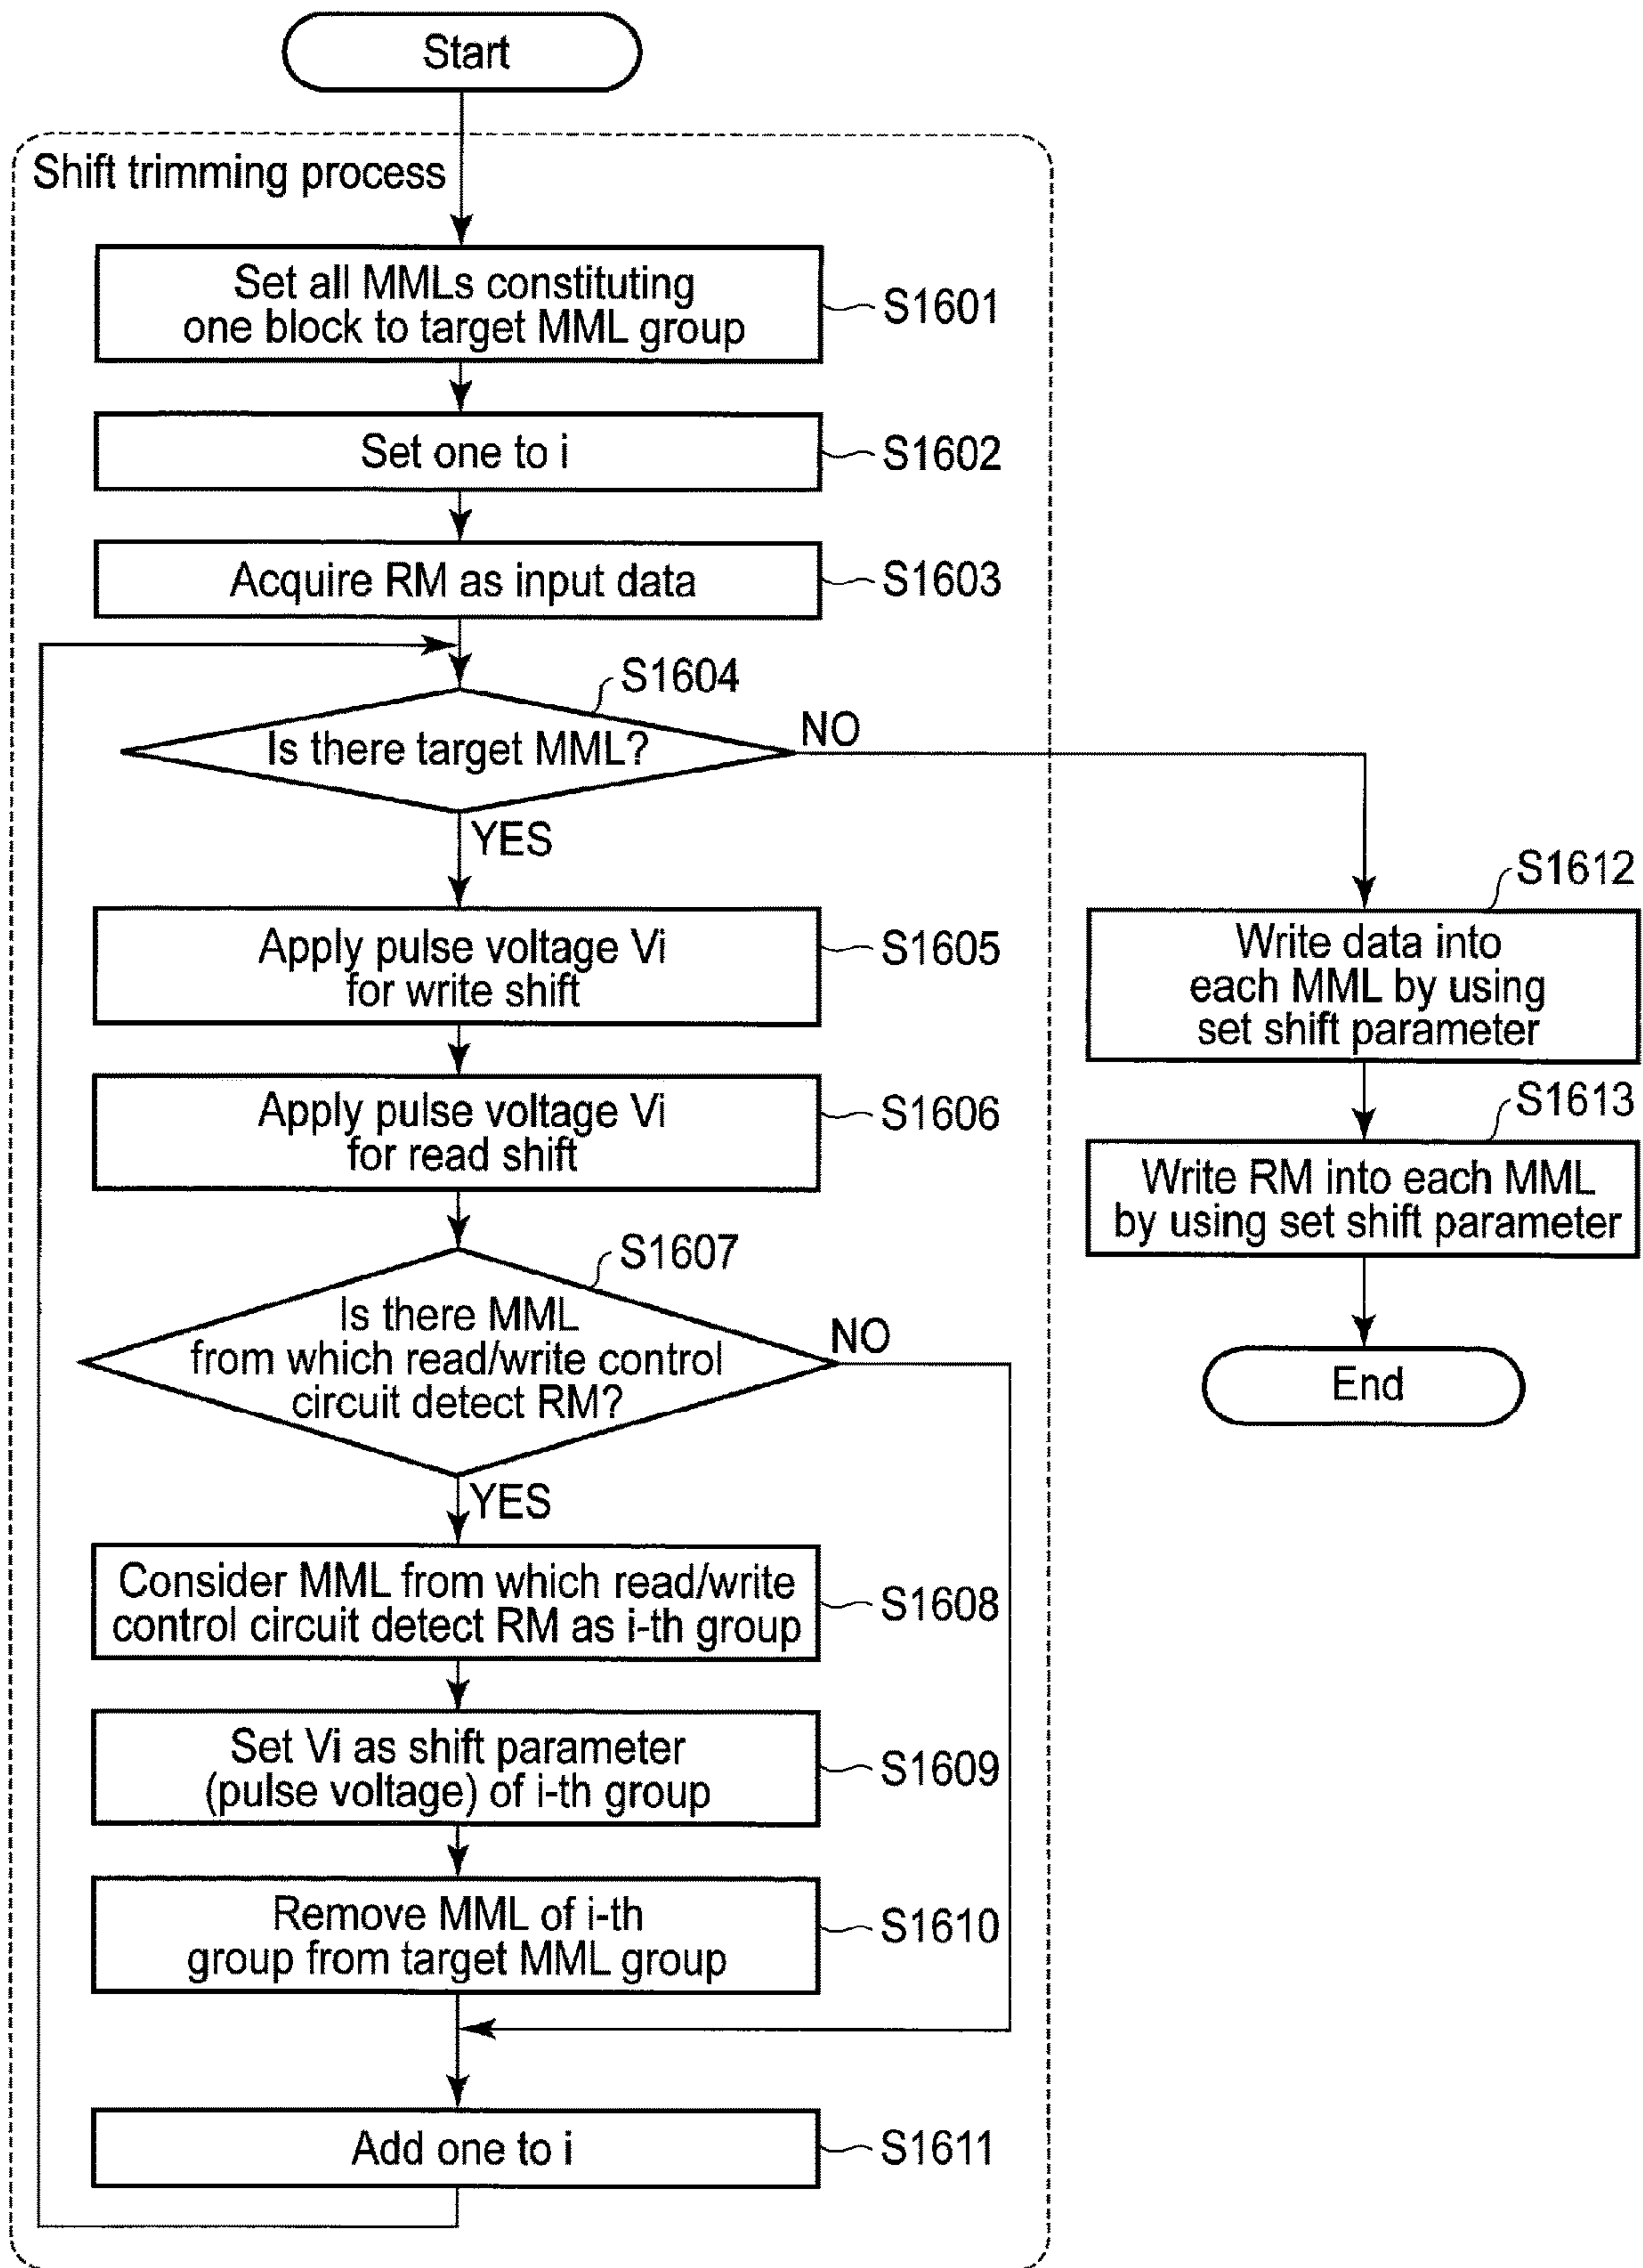 Start
Shift trimming process
Set all MMLs constituting
one block to target MML group
S1601
Set one to i
S1602
Acquire RM as input data
S1603
S1604
Is there target MML?
NO
YES
Apply pulse voltage Vi
for write shift
S1605
Apply pulse voltage Vi
for read shift
S1606
S1607
Is there MML
from which read/write control
circuit detect RM?
NO
YES
Consider MML from which read/write
control circuit detect RM as i-th group
S1608
Set Vi as shift parameter
(pulse voltage) of i-th group
S1609
Remove MML of i-th
group from target MML group
S1610
Add one to i
S1611
S1612
Write data into
each MML by using
set shift parameter
S1613
Write RM into each MML
by using set shift parameter
End